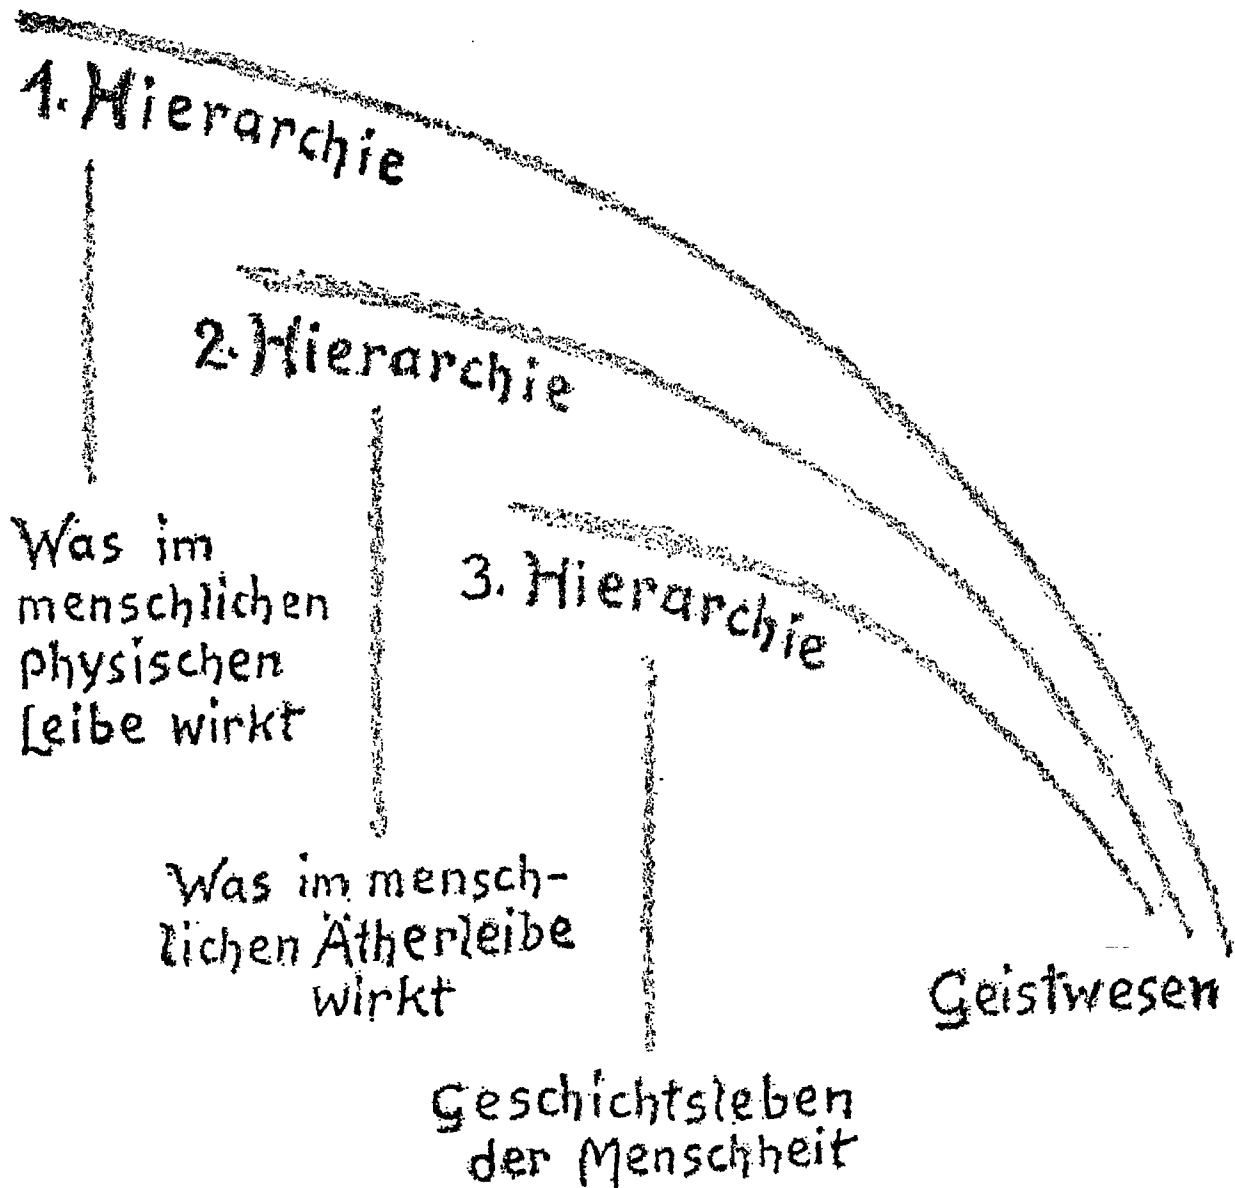 1. Hierarchie
2. Hierarchie
3. Hierarchie
Was im
menschlichen
physischen
Leibe wirkt
Was im mensch-
lichen Ätherleibe
wirkt
Geistwesen
Geschichtsleben
der Menschheit